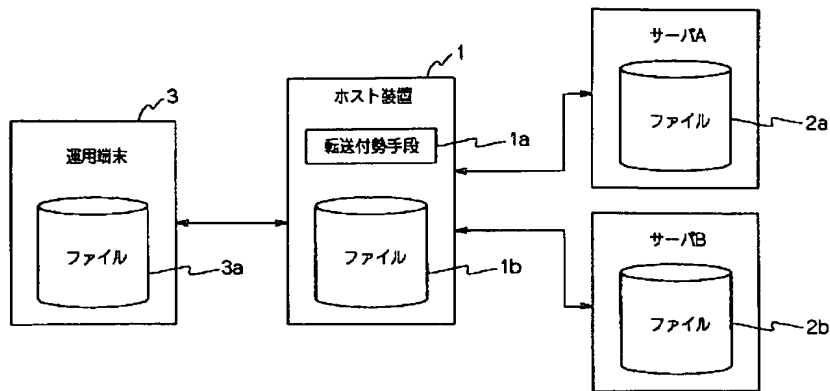 3
運用端末
ファイル
3a
1
ホスト装置
転送付勢手段
1a
ファイル
1b
サーバA
ファイル
2a
サーバB
ファイル
2b